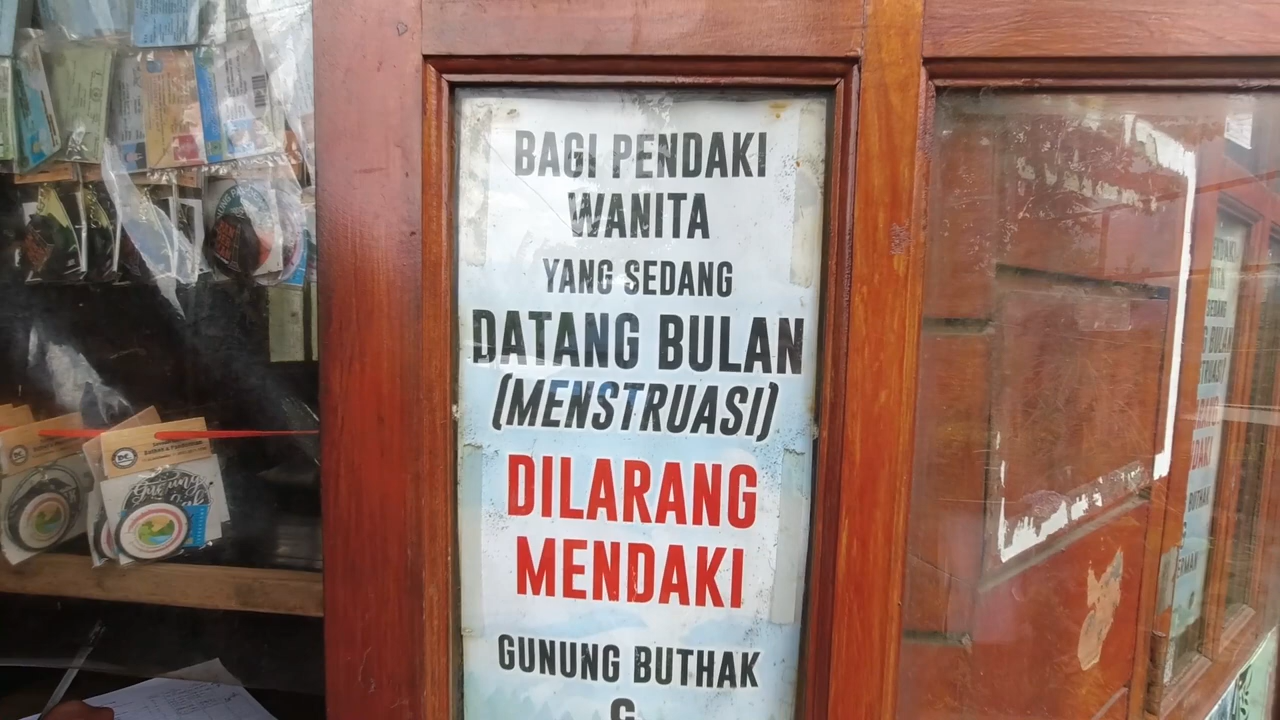 BAGI PENDAKI
WANITA
YANG SEDANG
DATANG BULAN
(MENSTRUASI)
DILARANG
MENDAKI
GUNUNG BUTHAK